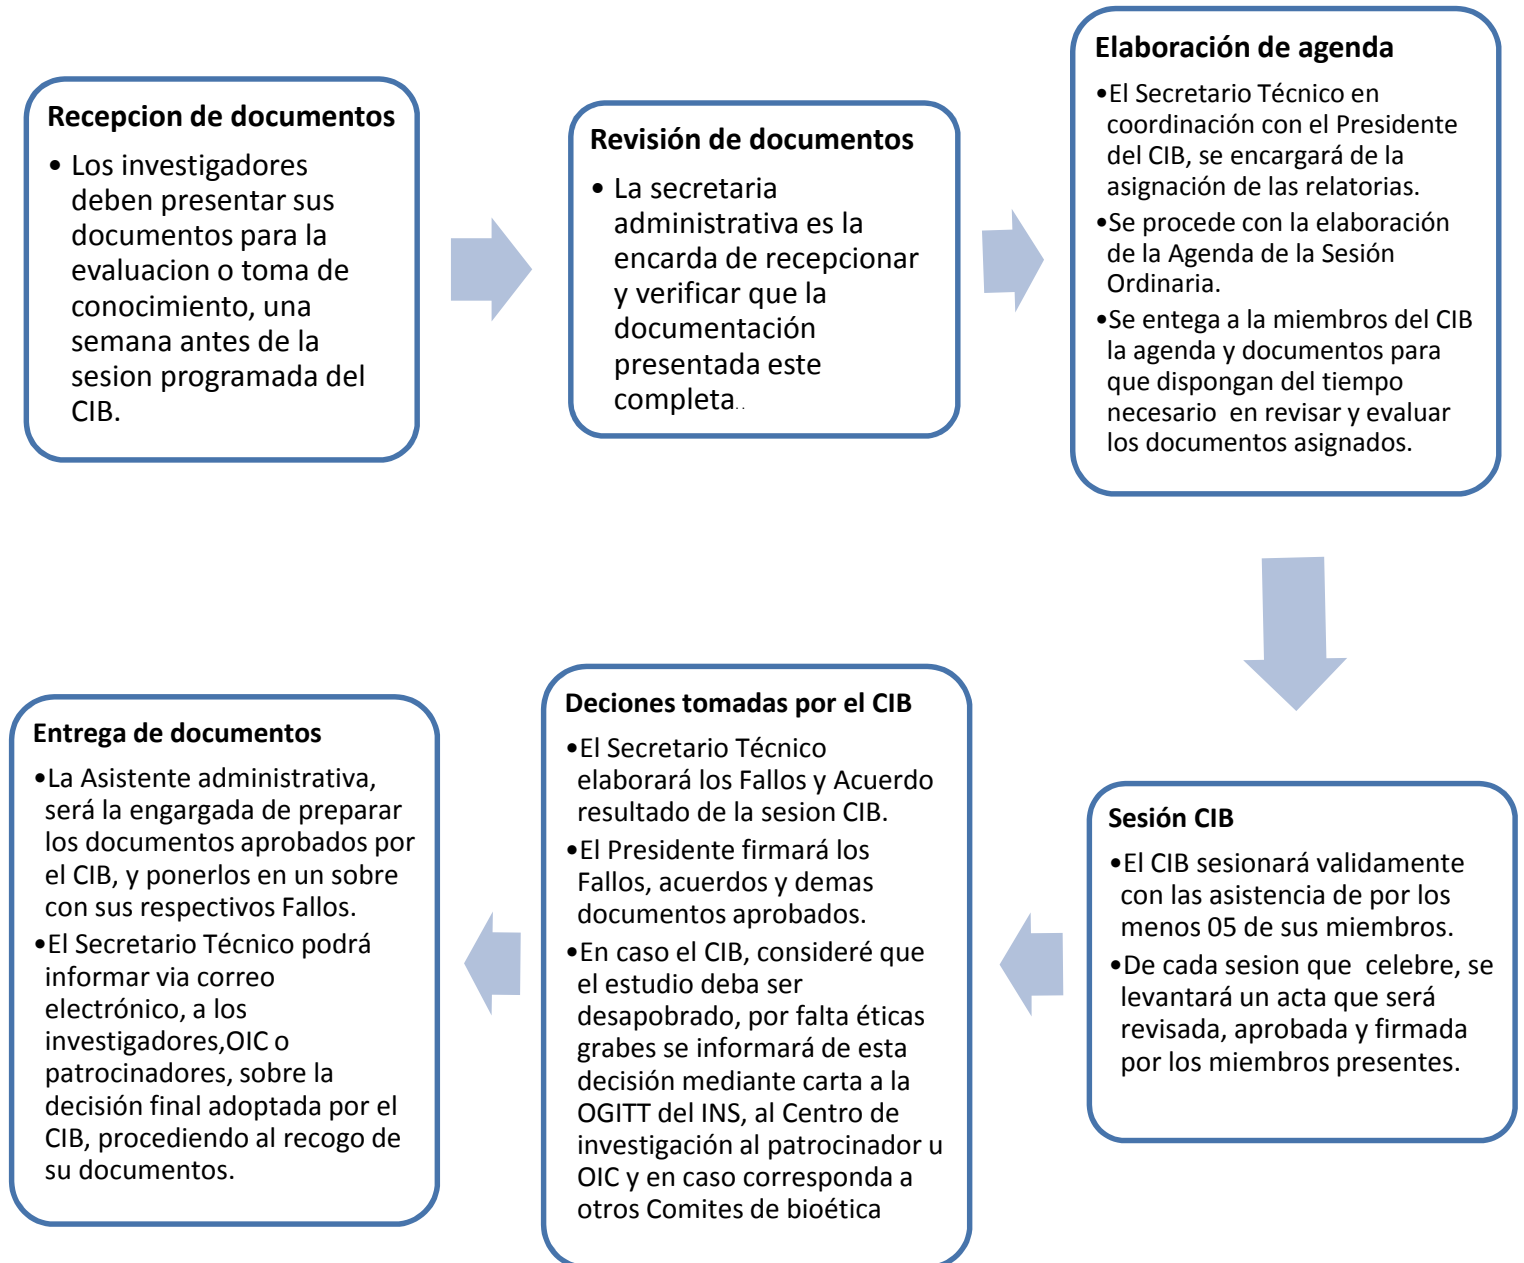 Recepcion de documentos
• Los investigadores
deben presentar sus
documentos para la
evaluacion o toma de
conocimiento, una
semana antes de la
sesion programada del
CIB.
Revisión de documentos
• La secretaria
administrativa es la
encarda de recepcionar
y verificar que la
documentación
presentada este
completa..
Elaboración de agenda
•El Secretario Técnico en
coordinación con el Presidente
del CIB, se encargará de la
asignación de las relatorias.
•Se procede con la elaboración
de la Agenda de la Sesión
Ordinaria.
•Se entega a la miembros del CIB
la agenda y documentos para
que dispongan del tiempo
necesario en revisar y evaluar
los documentos asignados.
Sesión CIB
•El CIB sesionará validamente
con las asistencia de por los
menos 05 de sus miembros.
•De cada sesion que celebre, se
levantará un acta que será
revisada, aprobada y firmada
por los miembros presentes.
Deciones tomadas por el CIB
•El Secretario Técnico
elaborará los Fallos y Acuerdo
resultado de la sesion CIB.
•El Presidente firmará los
Fallos, acuerdos y demas
documentos aprobados.
•En caso el CIB, consideré que
el estudio deba ser
desapobrado, por falta éticas
grabes se informará de esta
decisión mediante carta a la
OGITT del INS, al Centro de
investigación al patrocinador u
OIC y en caso corresponda a
otros Comites de bioética
Entrega de documentos
•La Asistente administrativa,
será la engargada de preparar
los documentos aprobados por
el CIB, y ponerlos en un sobre
con sus respectivos Fallos.
•El Secretario Técnico podrá
informar via correo
electrónico, a los
investigadores,OIC o
patrocinadores, sobre la
decisión final adoptada por el
CIB, procediendo al recogo de
su documentos.